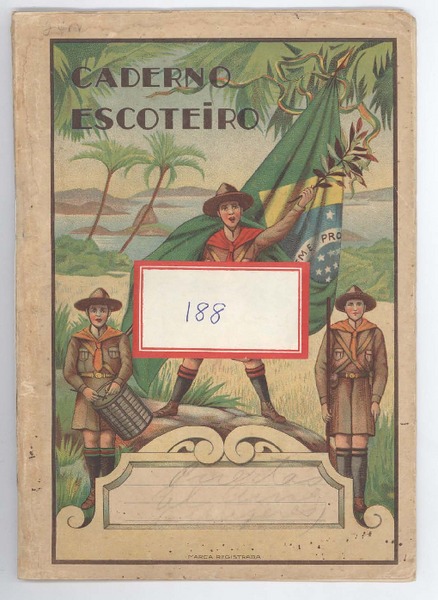 CADERNO
ESCOTEIRO
ME PRO
188
MARCA REGISTRADA